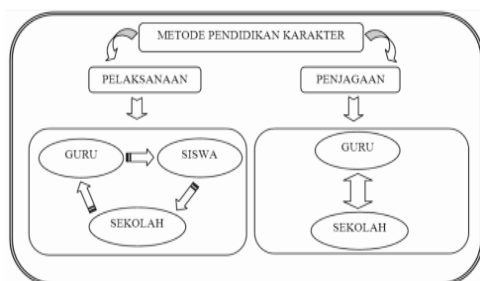 METODE PENDIDIKAN KARAKTER
PELAKSANAAN
PENJAGAAN
GURU
SISWA
SEKOLAH
GURU
SEKOLAH